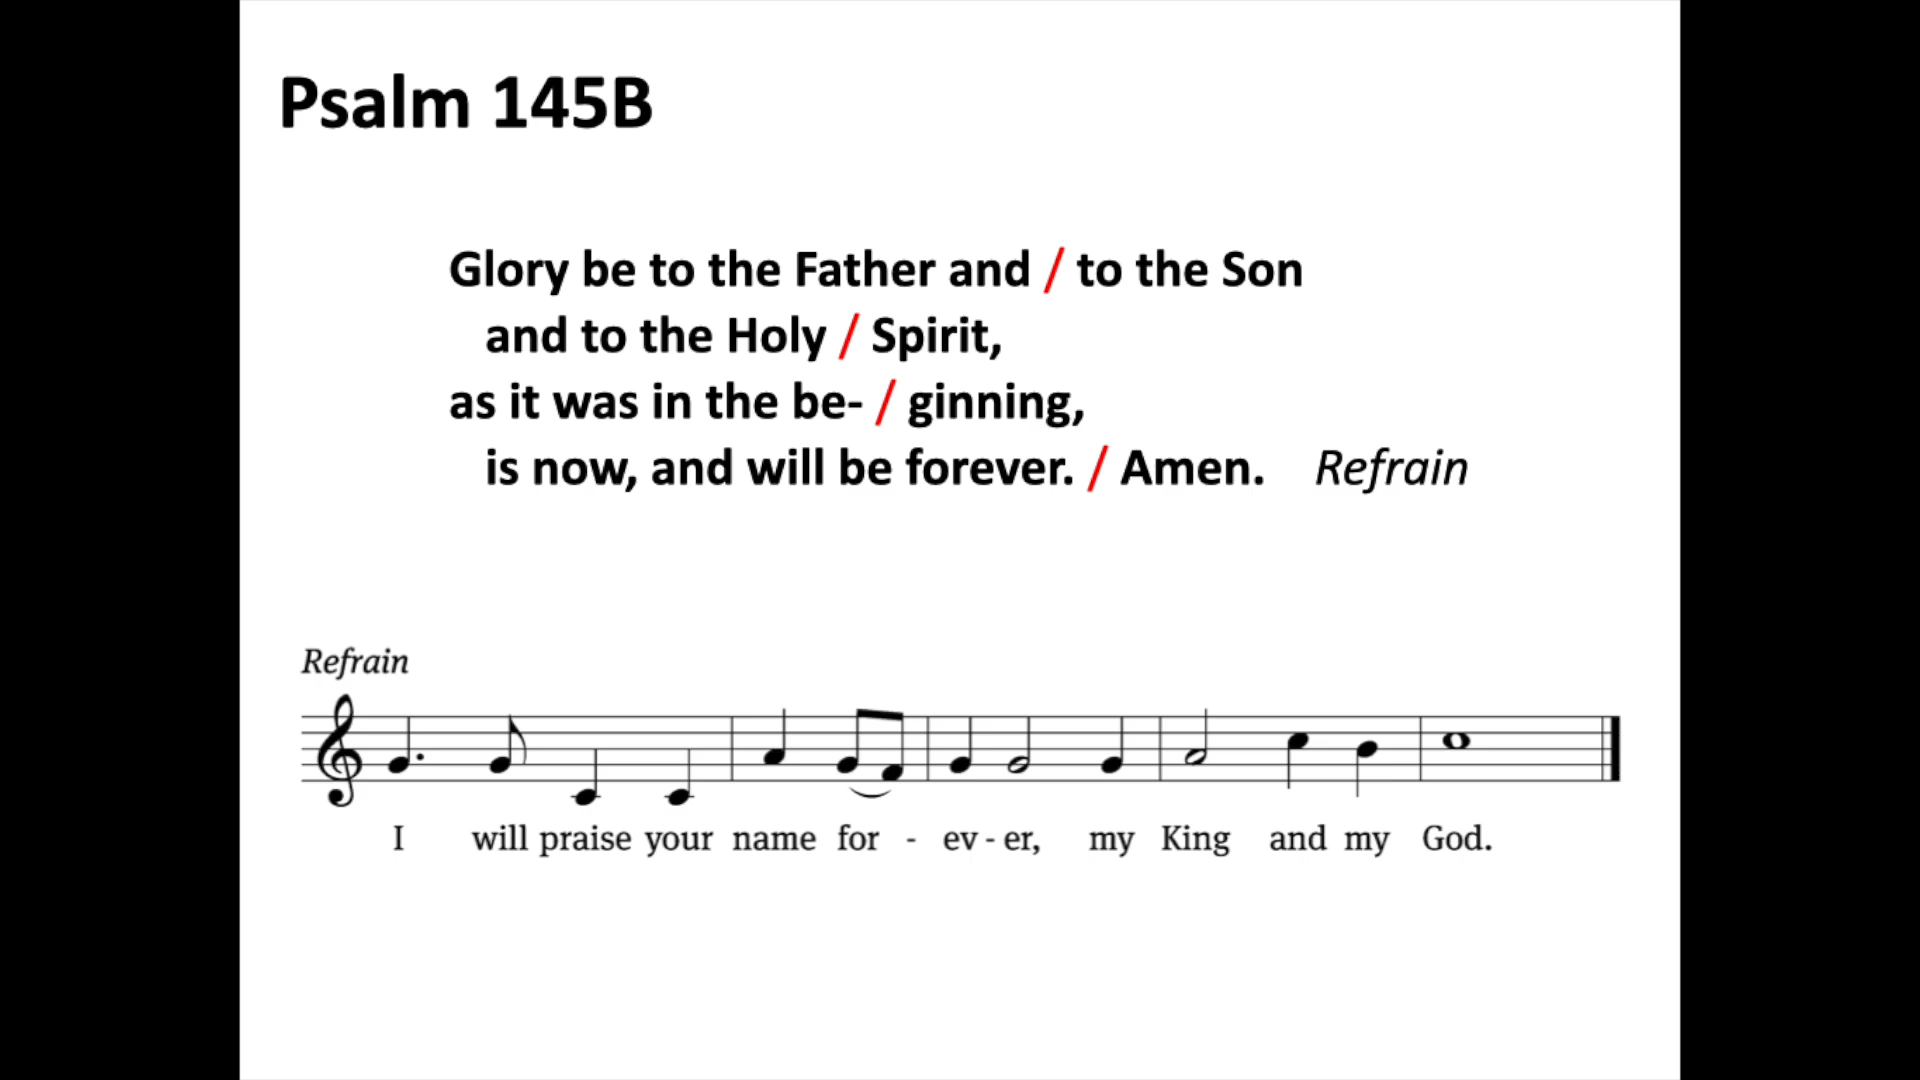 Psalm 145B
Glory be to the Father and / to the Son
and to the Holy / Spirit,
as it was in the be- / ginning,
is now, and will be forever. / Amen. Refrain
Refrain
I will praise your name for - ev - er, my King and my God.